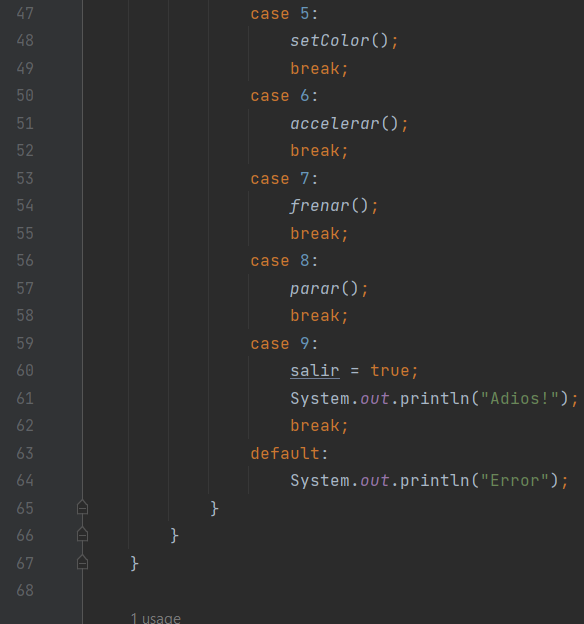 47 case 5:
48 setColor();
49 break;
50 case 6:
51 accelerar();
52 break;
53 case 7:
54 frenar();
55 break;
56 case 8:
57 parar();
58 break;
59 case 9:
60 salir = true;
61 System.out.println("Adios!");
62 break;
63 default:
64 System.out.println("Error");
65 }
66 }
67 }
68
1 usage